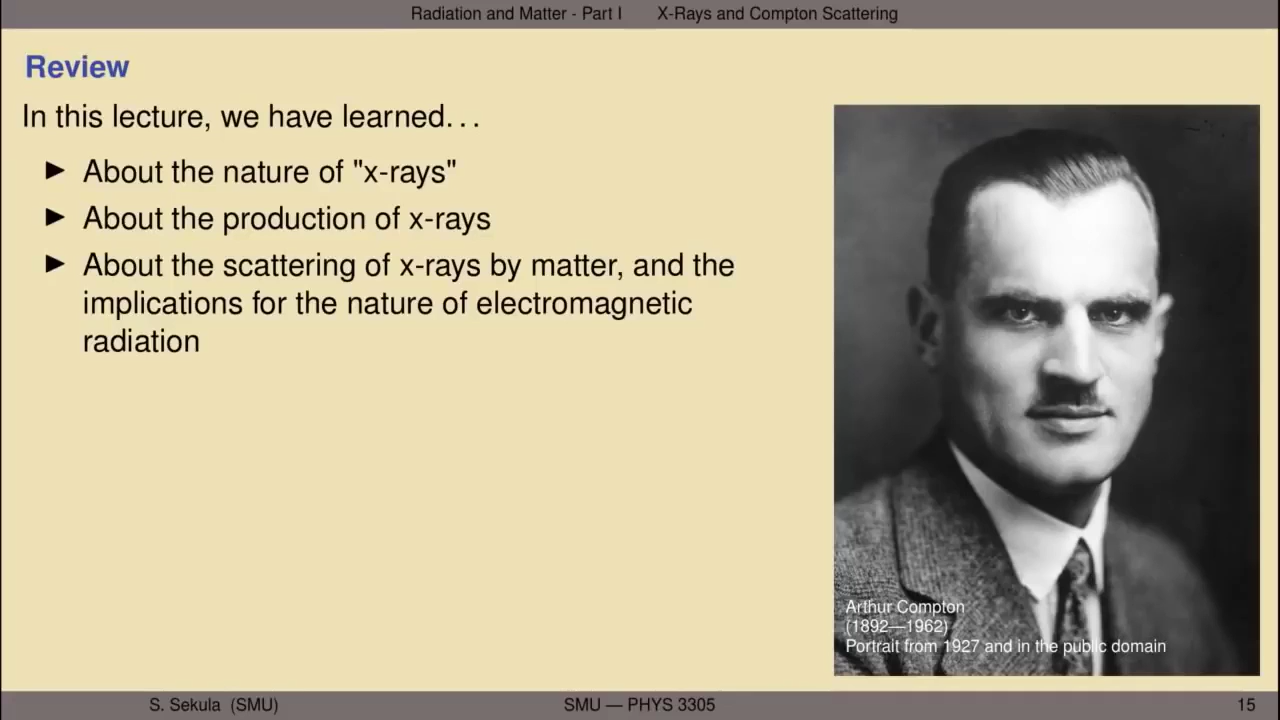 Radiation and Matter - Part I X-Rays and Compton Scattering
Review
In this lecture, we have learned...
► About the nature of "x-rays"
► About the production of x-rays
► About the scattering of x-rays by matter, and the
implications for the nature of electromagnetic
radiation
Arthur Compton
(1892—1962)
Portrait from 1927 and in the public domain
S. Sekula (SMU) SMU — PHYS 3305 15